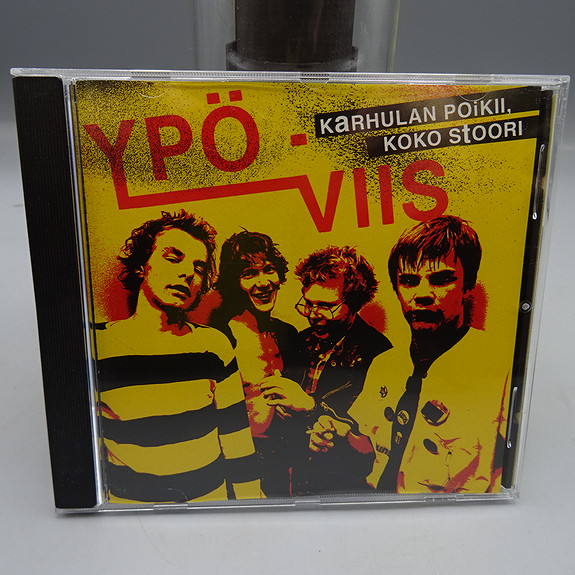 YPÖ-
VIIS
KaRHULAN POiKII,
KOKO StOORI